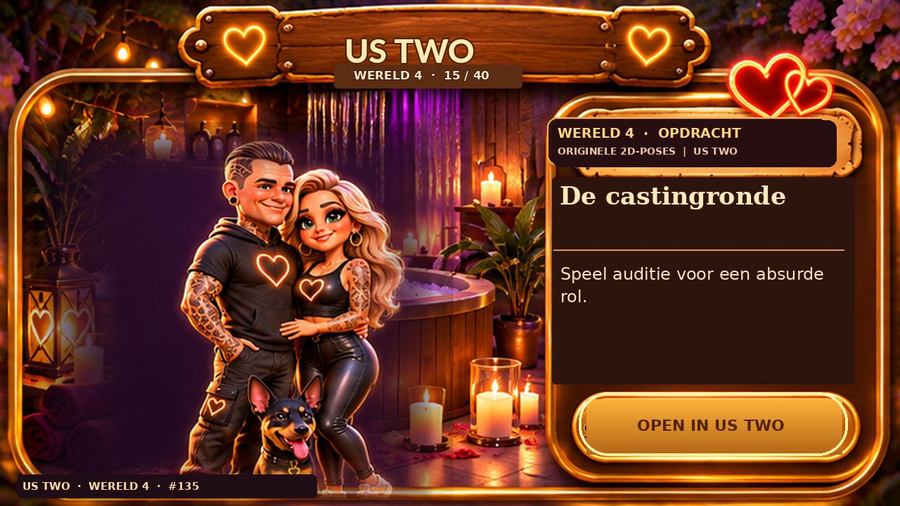 US TWO
WERELD 4 · 15 / 40
WERELD 4 · OPDRACHT
ORIGINELE 2D-POSES | US TWO
De castingronde
Speel auditie voor een absurde
rol.
OPEN IN US TWO
US TWO · WERELD 4 · #135